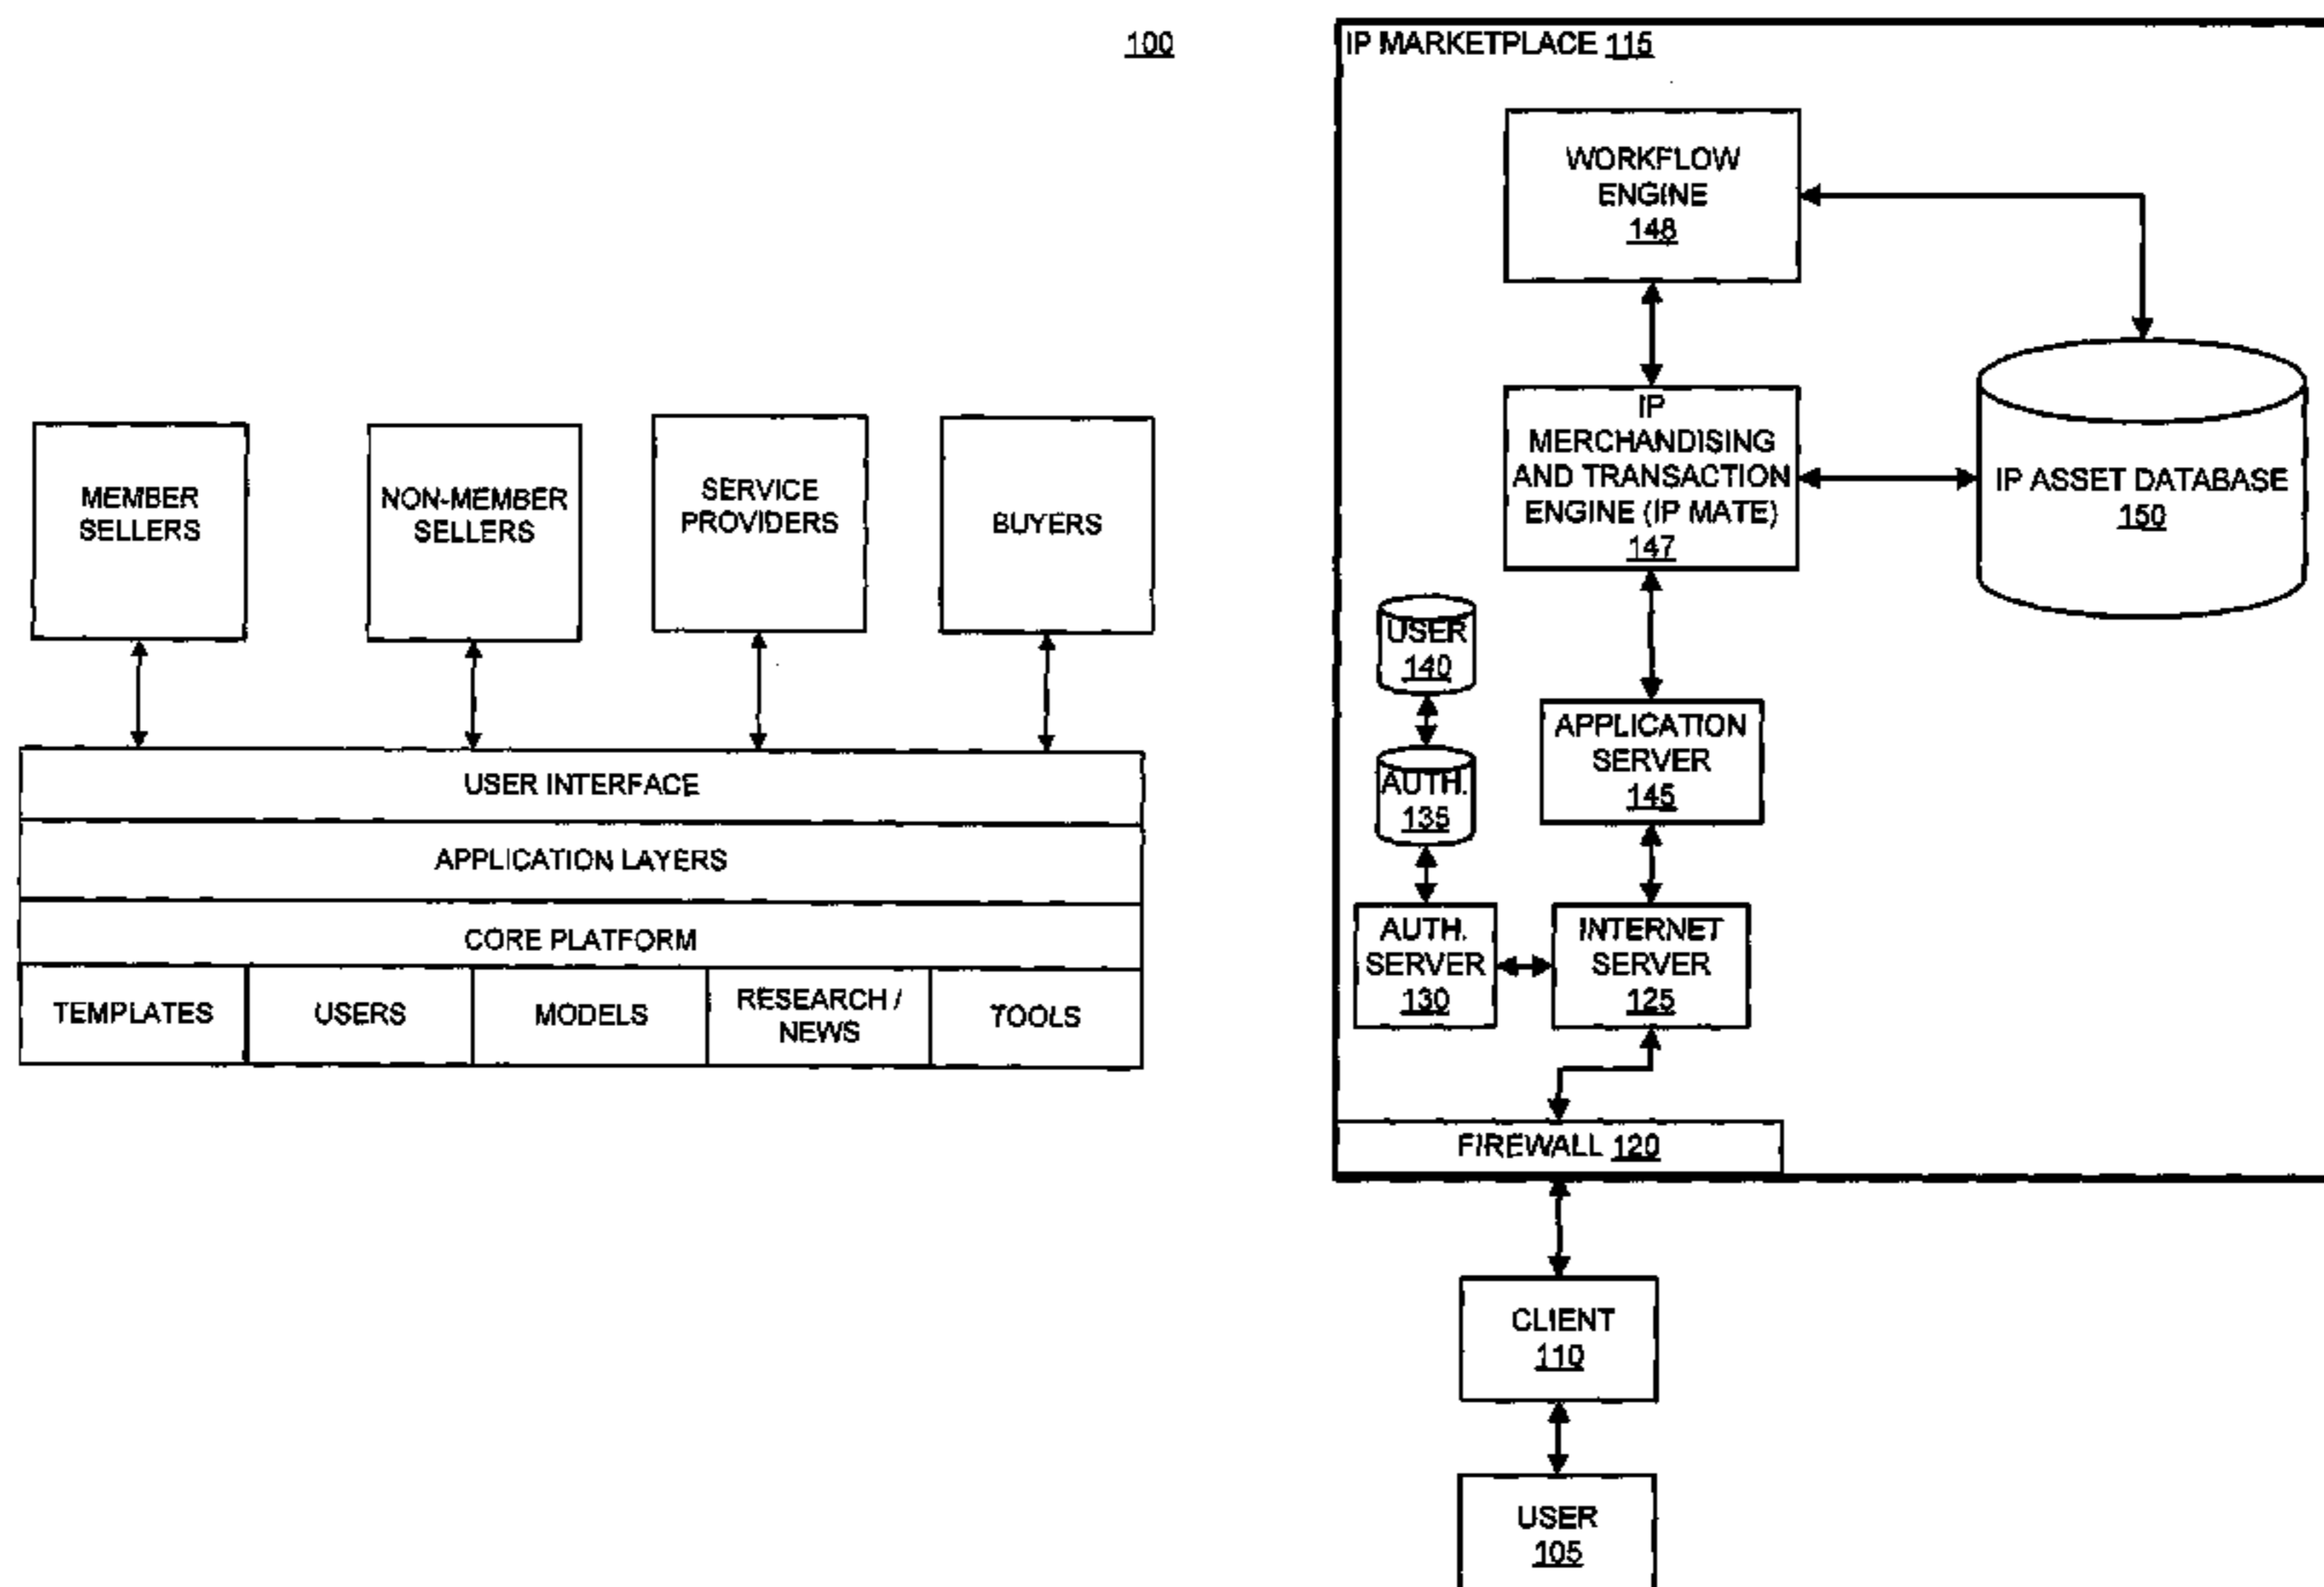 100
MEMBER
SELLERS
NON-MEMBER
SELLERS
SERVICE
PROVIDERS
BUYERS
USER INTERFACE
APPLICATION LAYERS
CORE PLATFORM
TEMPLATES
USERS
MODELS
RESEARCH /
NEWS
TOOLS
IP MARKETPLACE 115
WORKFLOW
ENGINE
148
IP
MERCHANDISING
AND TRANSACTION
ENGINE (IP MATE)
147
IP ASSET DATABASE
150
USER
140
AUTH.
135
APPLICATION
SERVER
145
AUTH.
SERVER
130
INTERNET
SERVER
125
FIREWALL 120
CLIENT
110
USER
105